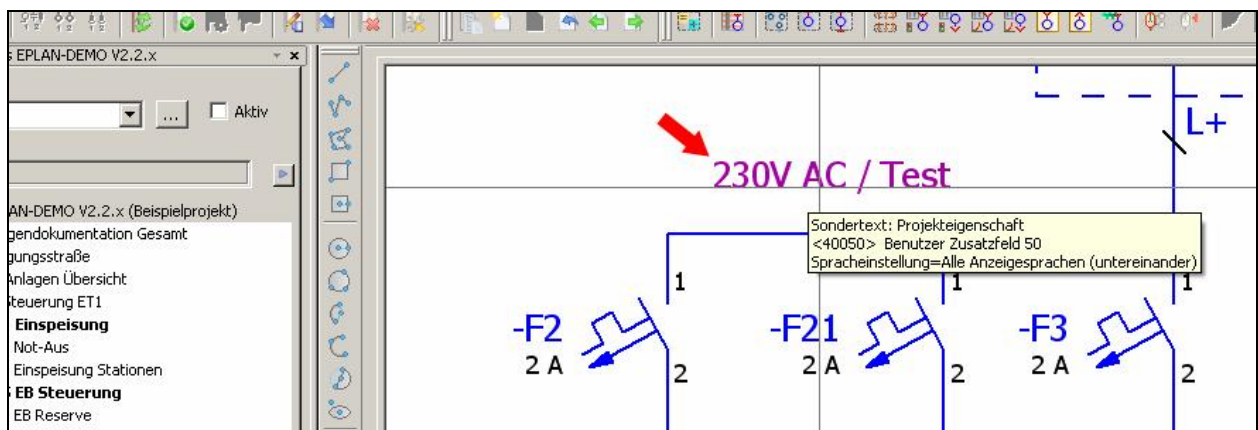 EPLAN-DEMO V2.2.x
...
Aktiv
AN-DEMO V2.2.x (Beispielprojekt)
gendokumentation Gesamt
gungsstraße
Anlagen Übersicht
Steuerung ET1
Einspeisung
Not-Aus
Einspeisung Stationen
EB Steuerung
EB Reserve
L+
230V AC / Test
Sondertext: Projekteigenschaft
<40050> Benutzer Zusatzfeld 50
Spracheinstellung=Alle Anzeigesprachen (untereinander)
1
1
1
-F2
2 A
2
-F21
2 A
2
-F3
2 A
2